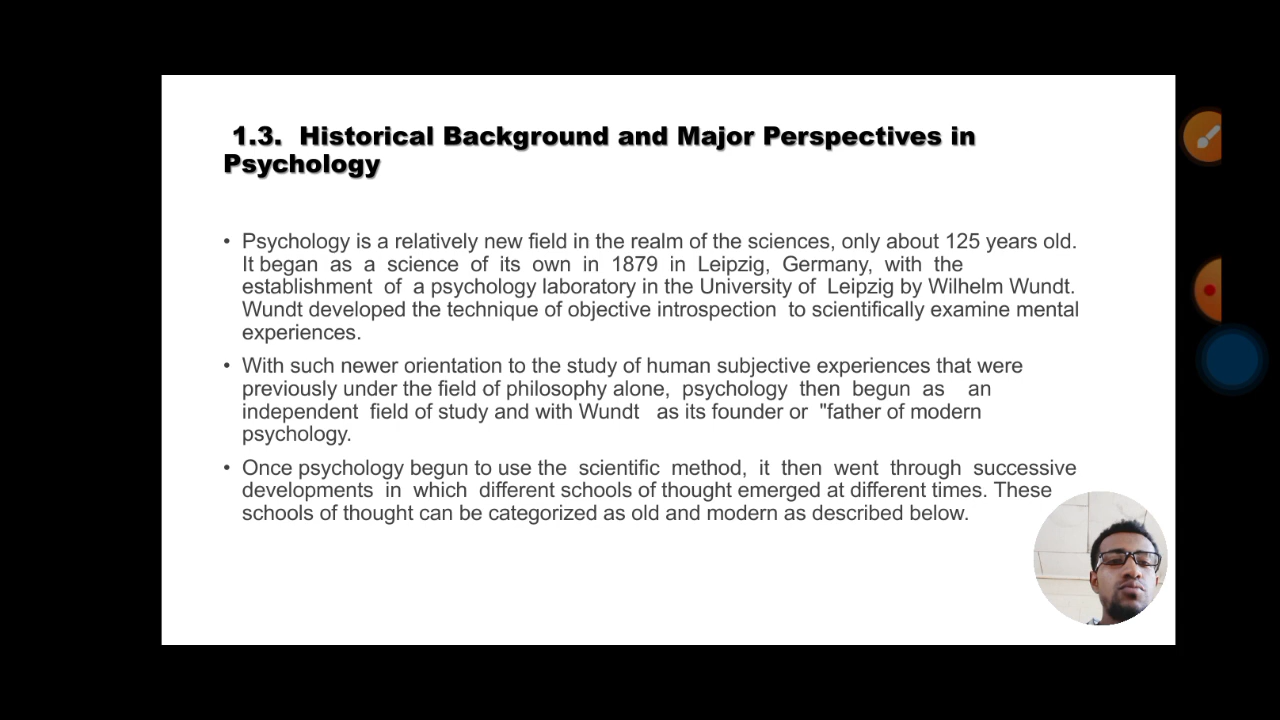 1.3. Historical Background and Major Perspectives in
Psychology
• Psychology is a relatively new field in the realm of the sciences, only about 125 years old.
It began as a science of its own in 1879 in Leipzig, Germany, with the
establishment of a psychology laboratory in the University of Leipzig by Wilhelm Wundt.
Wundt developed the technique of objective introspection to scientifically examine mental
experiences.
• With such newer orientation to the study of human subjective experiences that were
previously under the field of philosophy alone, psychology then begun as an
independent field of study and with Wundt as its founder or "father of modern
psychology.
• Once psychology begun to use the scientific method, it then went through successive
developments in which different schools of thought emerged at different times. These
schools of thought can be categorized as old and modern as described below.